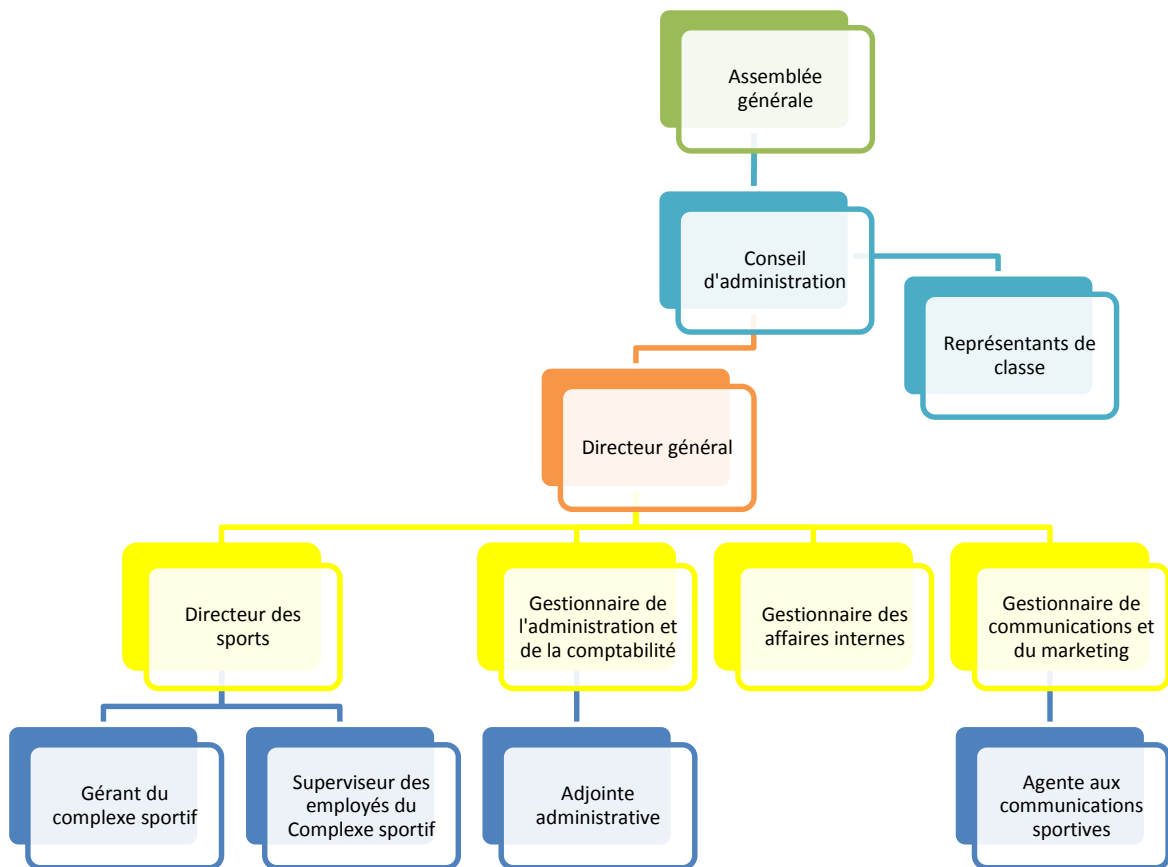 Assemblée
générale
Conseil
d'administration
Représentants de
classe
Directeur général
Directeur des
sports
Gestionnaire de
l'administration et
de la comptabilité
Gestionnaire des
affaires internes
Gestionnaire de
communications et
du marketing
Gérant du
complexe sportif
Superviseur des
employés du
Complexe sportif
Adjointe
administrative
Agente aux
communications
sportives